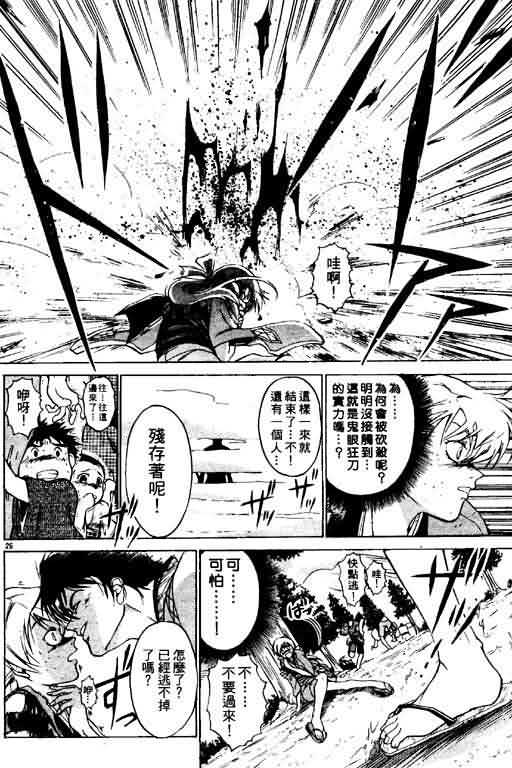 哇啊！
為……
為何會被砍殺呢？
明明沒接觸到…
這就是鬼眼狂刀
的實力嗎…？
這樣一來就
結束了…不！
還有一個人…
殘存著呢！
往…往這
邊來了…
咿呀！
26
哇！
快點逃！
可……
可怕…！
不……
不要過來！
怎麼了？
已經逃不掉
了嗎？
咿…